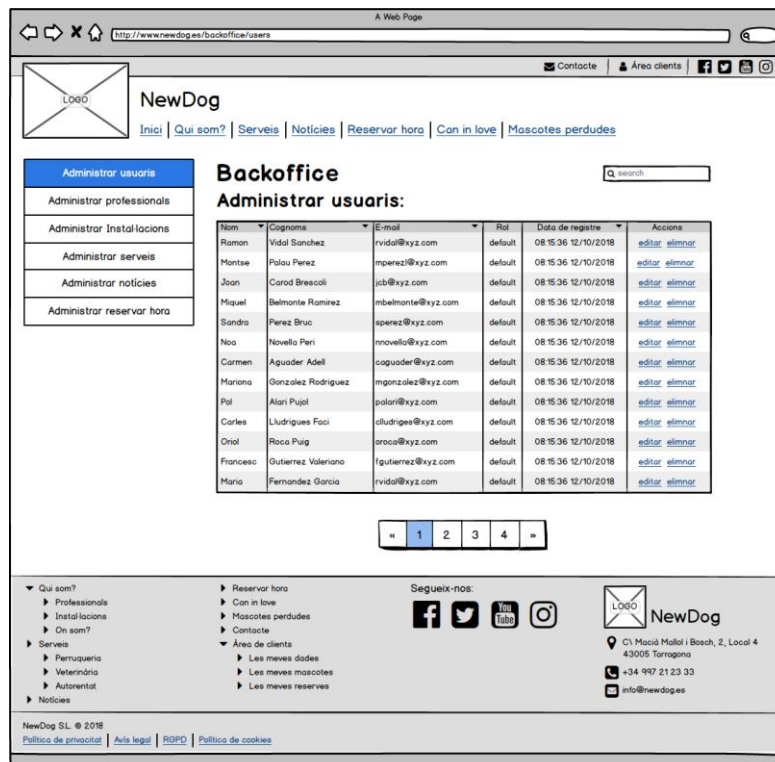 A Web Page
http://www.newdog.es/backoffice/users
Contacte | Àrea clients |
LOGO
NewDog
Inici | Qui som? | Serveis | Notícies | Reservar hora | Can in love | Mascotes perdudes
Administrar usuaris
Administrar professionals
Administrar Instal·lacions
Administrar serveis
Administrar notícies
Administrar reservar hora
Backoffice
search
Administrar usuaris:
Nom Cognoms E-mail Rol Data de registre Accions
Ramon Vidal Sanchez rvidal@xyz.com default 08:15:36 12/10/2018 editar elimnar
Montse Palau Perez mperezl@xyz.com default 08:15:36 12/10/2018 editar elimnar
Joan Carod Brescoli jcb@xyz.com default 08:15:36 12/10/2018 editar elimnar
Miquel Belmonte Ramirez mbelmonte@xyz.com default 08:15:36 12/10/2018 editar elimnar
Sandra Perez Bruc sperez@xyz.com default 08:15:36 12/10/2018 editar elimnar
Noa Novella Peri nnovella@xyz.com default 08:15:36 12/10/2018 editar elimnar
Carmen Aguader Adell caguader@xyz.com default 08:15:36 12/10/2018 editar elimnar
Mariona Gonzalez Rodriguez mgonzalez@xyz.com default 08:15:36 12/10/2018 editar elimnar
Pol Alari Pujol palari@xyz.com default 08:15:36 12/10/2018 editar elimnar
Carles Lludrigues Faci clludriges@xyz.com default 08:15:36 12/10/2018 editar elimnar
Oriol Roca Puig oroca@xyz.com default 08:15:36 12/10/2018 editar elimnar
Francesc Gutierrez Valeriano fgutierrez@xyz.com default 08:15:36 12/10/2018 editar elimnar
Maria Fernandez Garcia rvidal@xyz.com default 08:15:36 12/10/2018 editar elimnar
« 1 2 3 4 »
Qui som?
Professionals
Instal·lacions
On som?
Serveis
Perruqueria
Veterinària
Autorentat
Notícies
Reservar hora
Can in love
Mascotes perdudes
Contacte
Àrea de clients
Les meves dades
Les meves mascotes
Les meves reserves
Segueix-nos:
You
Tube
LOGO
NewDog
C\ Macià Mallol i Bosch, 2, Local 4
43005 Tarragona
+34 997 21 23 33
info@newdog.es
NewDog S.L. © 2018
Política de privacitat | Avís legal | RGPD | Política de cookies